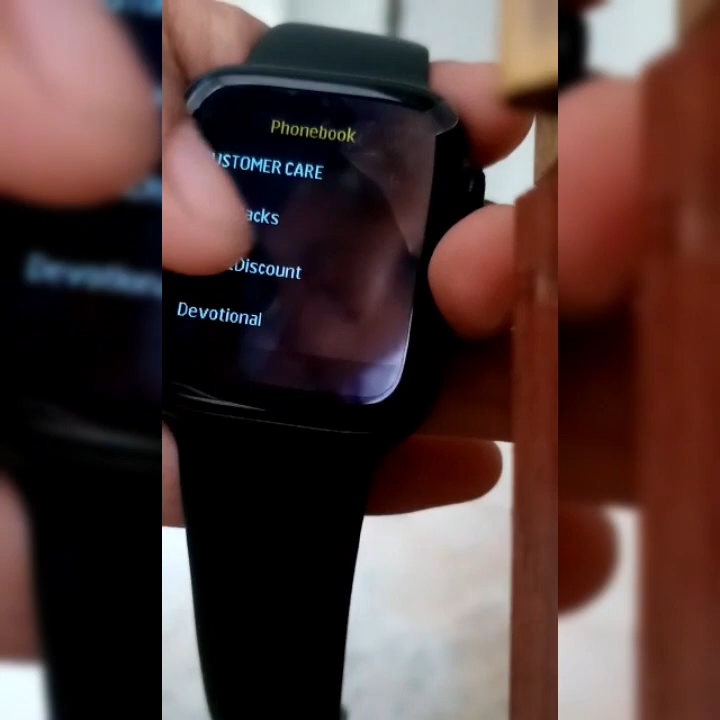 Phonebook
USTOMER CARE
acks
Discount
Devotional